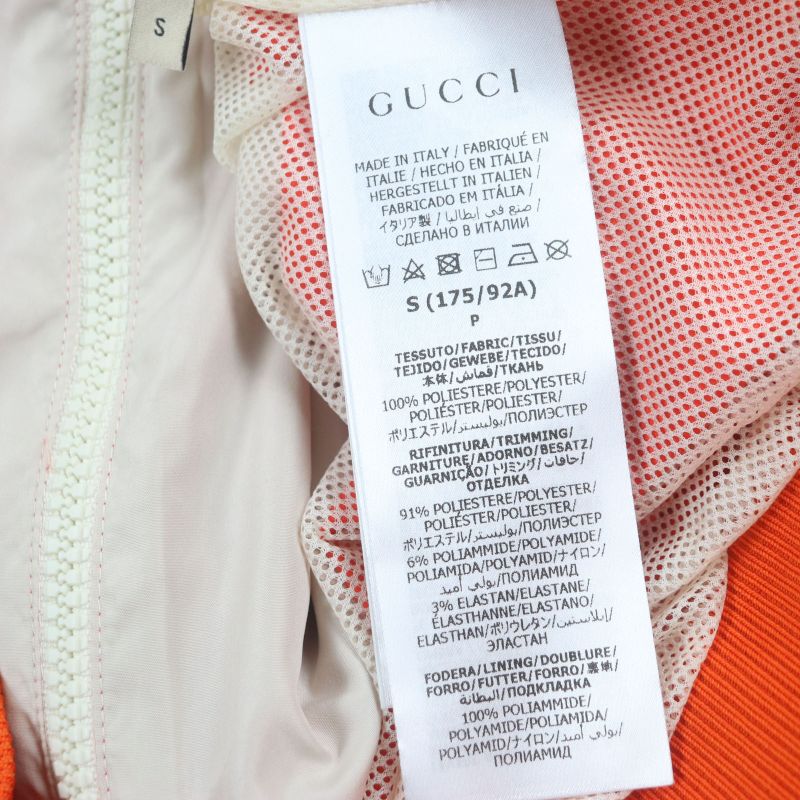 S
GUCCI
MADE IN ITALY / FABRIQUÉ EN
ITALIE / HECHO EN ITALIA /
HERGESTELLT IN ITALIEN /
FABRICADO EM ITÁLIA /
イタリア製 / صنع في ايطاليا /
СДЕЛАНО В ИТАЛИИ
S (175/92A)
P
TESSUTO/FABRIC/TISSU/
TEJIDO/GEWEBE/TECIDO/
本体/قماش/ТКАНЬ
100% POLIESTERE/POLYESTER/
POLIÉSTER/POLIESTER/
ポリエステル/بوليستر/ПОЛИЭСТЕР
RIFINITURA/TRIMMING/
GARNITURE/ADORNO/BESATZ/
GUARNIÇÃO/トリミング/حافات/
ОТДЕЛКА
91% POLIESTERE/POLYESTER/
POLIÉSTER/POLIESTER/
ポリエステル/بوليستر/ПОЛИЭСТЕР
6% POLIAMMIDE/POLYAMIDE/
POLIAMIDA/POLYAMID/ナイロン/
بولي أميد/ПОЛИАМИД
3% ELASTAN/ELASTANE/
ÉLASTHANNE/ELASTANO/
ELASTHAN/ポリウレタン/إيلاستين/
ЭЛАСТАН
FODERA/LINING/DOUBLURE/
FORRO/FUTTER/FORRO/裏地/
البطانة/ПОДКЛАДКА
100% POLIAMMIDE/
POLYAMIDE/POLIAMIDA/
POLYAMID/ナイロン/بولي أميد/
ПОЛИАМИД